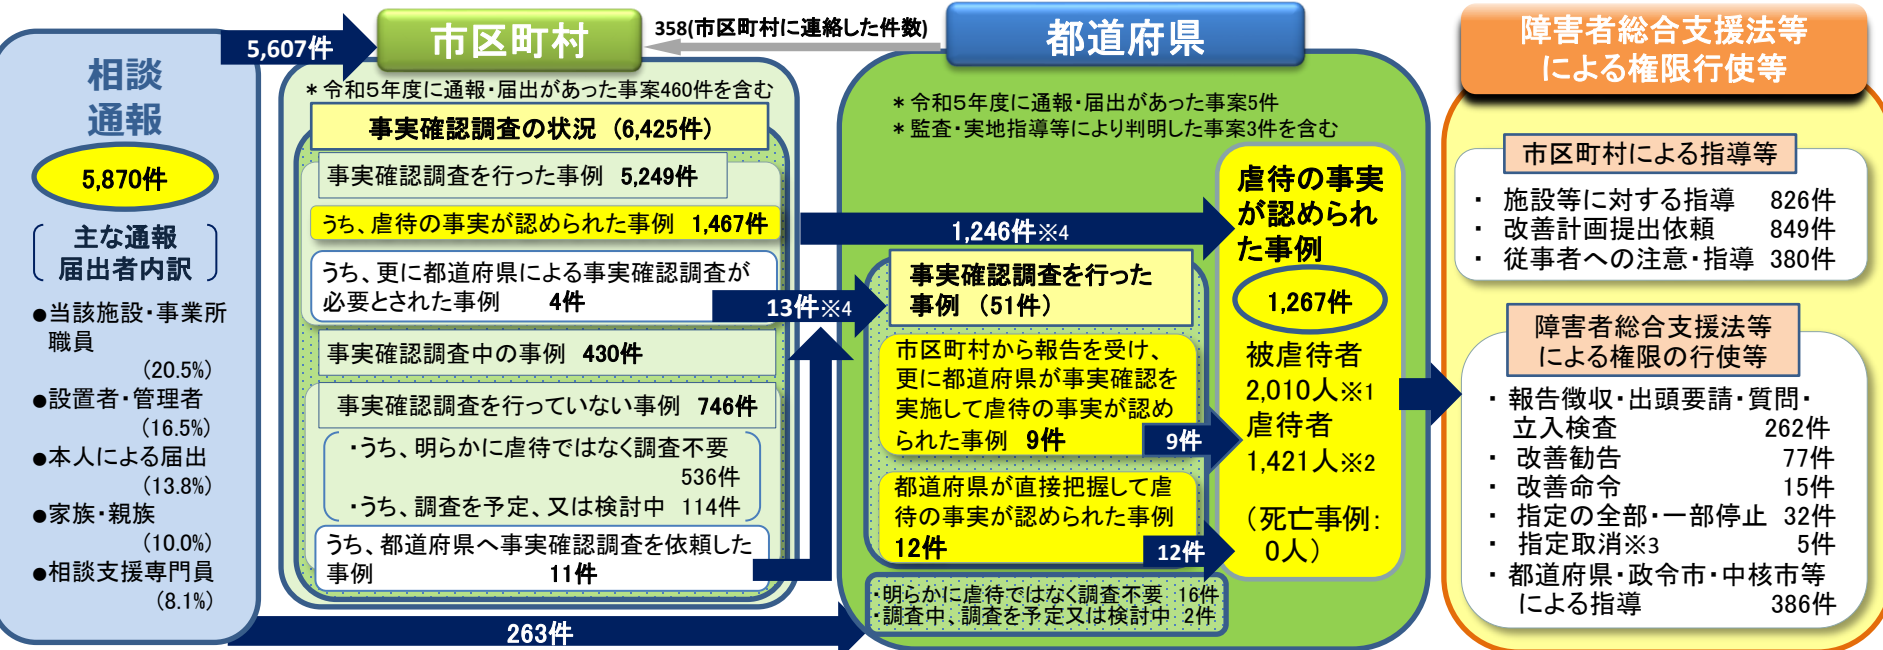 相談
通報
5,870件
主な通報
届出者内訳
●当該施設・事業所
職員
(20.5%)
●設置者・管理者
(16.5%)
●本人による届出
(13.8%)
●家族・親族
(10.0%)
●相談支援専門員
(8.1%)
5,607件
263件
市区町村
358(市区町村に連絡した件数)
*令和5年度に通報・届出があった事案460件を含む
事実確認調査の状況 (6,425件)
事実確認調査を行った事例 5,249件
うち、虐待の事実が認められた事例 1,467件
うち、更に都道府県による事実確認調査が
必要とされた事例 4件
事実確認調査中の事例 430件
事実確認調査を行っていない事例 746件
・うち、明らかに虐待ではなく調査不要
536件
・うち、調査を予定、又は検討中 114件
うち、都道府県へ事実確認調査を依頼した
事例 11件
1,246件※4
13件※4
都道府県
*令和5年度に通報・届出があった事案5件
*監査・実地指導等により判明した事案3件を含む
事実確認調査を行った
事例 (51件)
市区町村から報告を受け、
更に都道府県が事実確認を
実施して虐待の事実が認め
られた事例 9件
9件
都道府県が直接把握して虐
待の事実が認められた事例
12件
12件
・明らかに虐待ではなく調査不要 16件
・調査中、調査を予定又は検討中 2件
虐待の事実
が認められ
た事例
1,267件
被虐待者
2,010人※1
虐待者
1,421人※2
(死亡事例:
0人)
障害者総合支援法等
による権限行使等
市区町村による指導等
・ 施設等に対する指導 826件
・ 改善計画提出依頼 849件
・ 従事者への注意・指導 380件
障害者総合支援法等
による権限の行使等
・報告徴収・出頭要請・質問・
立入検査 262件
・ 改善勧告 77件
・ 改善命令 15件
・ 指定の全部・一部停止 32件
・ 指定取消※3 5件
・都道府県・政令市・中核市等
による指導 386件